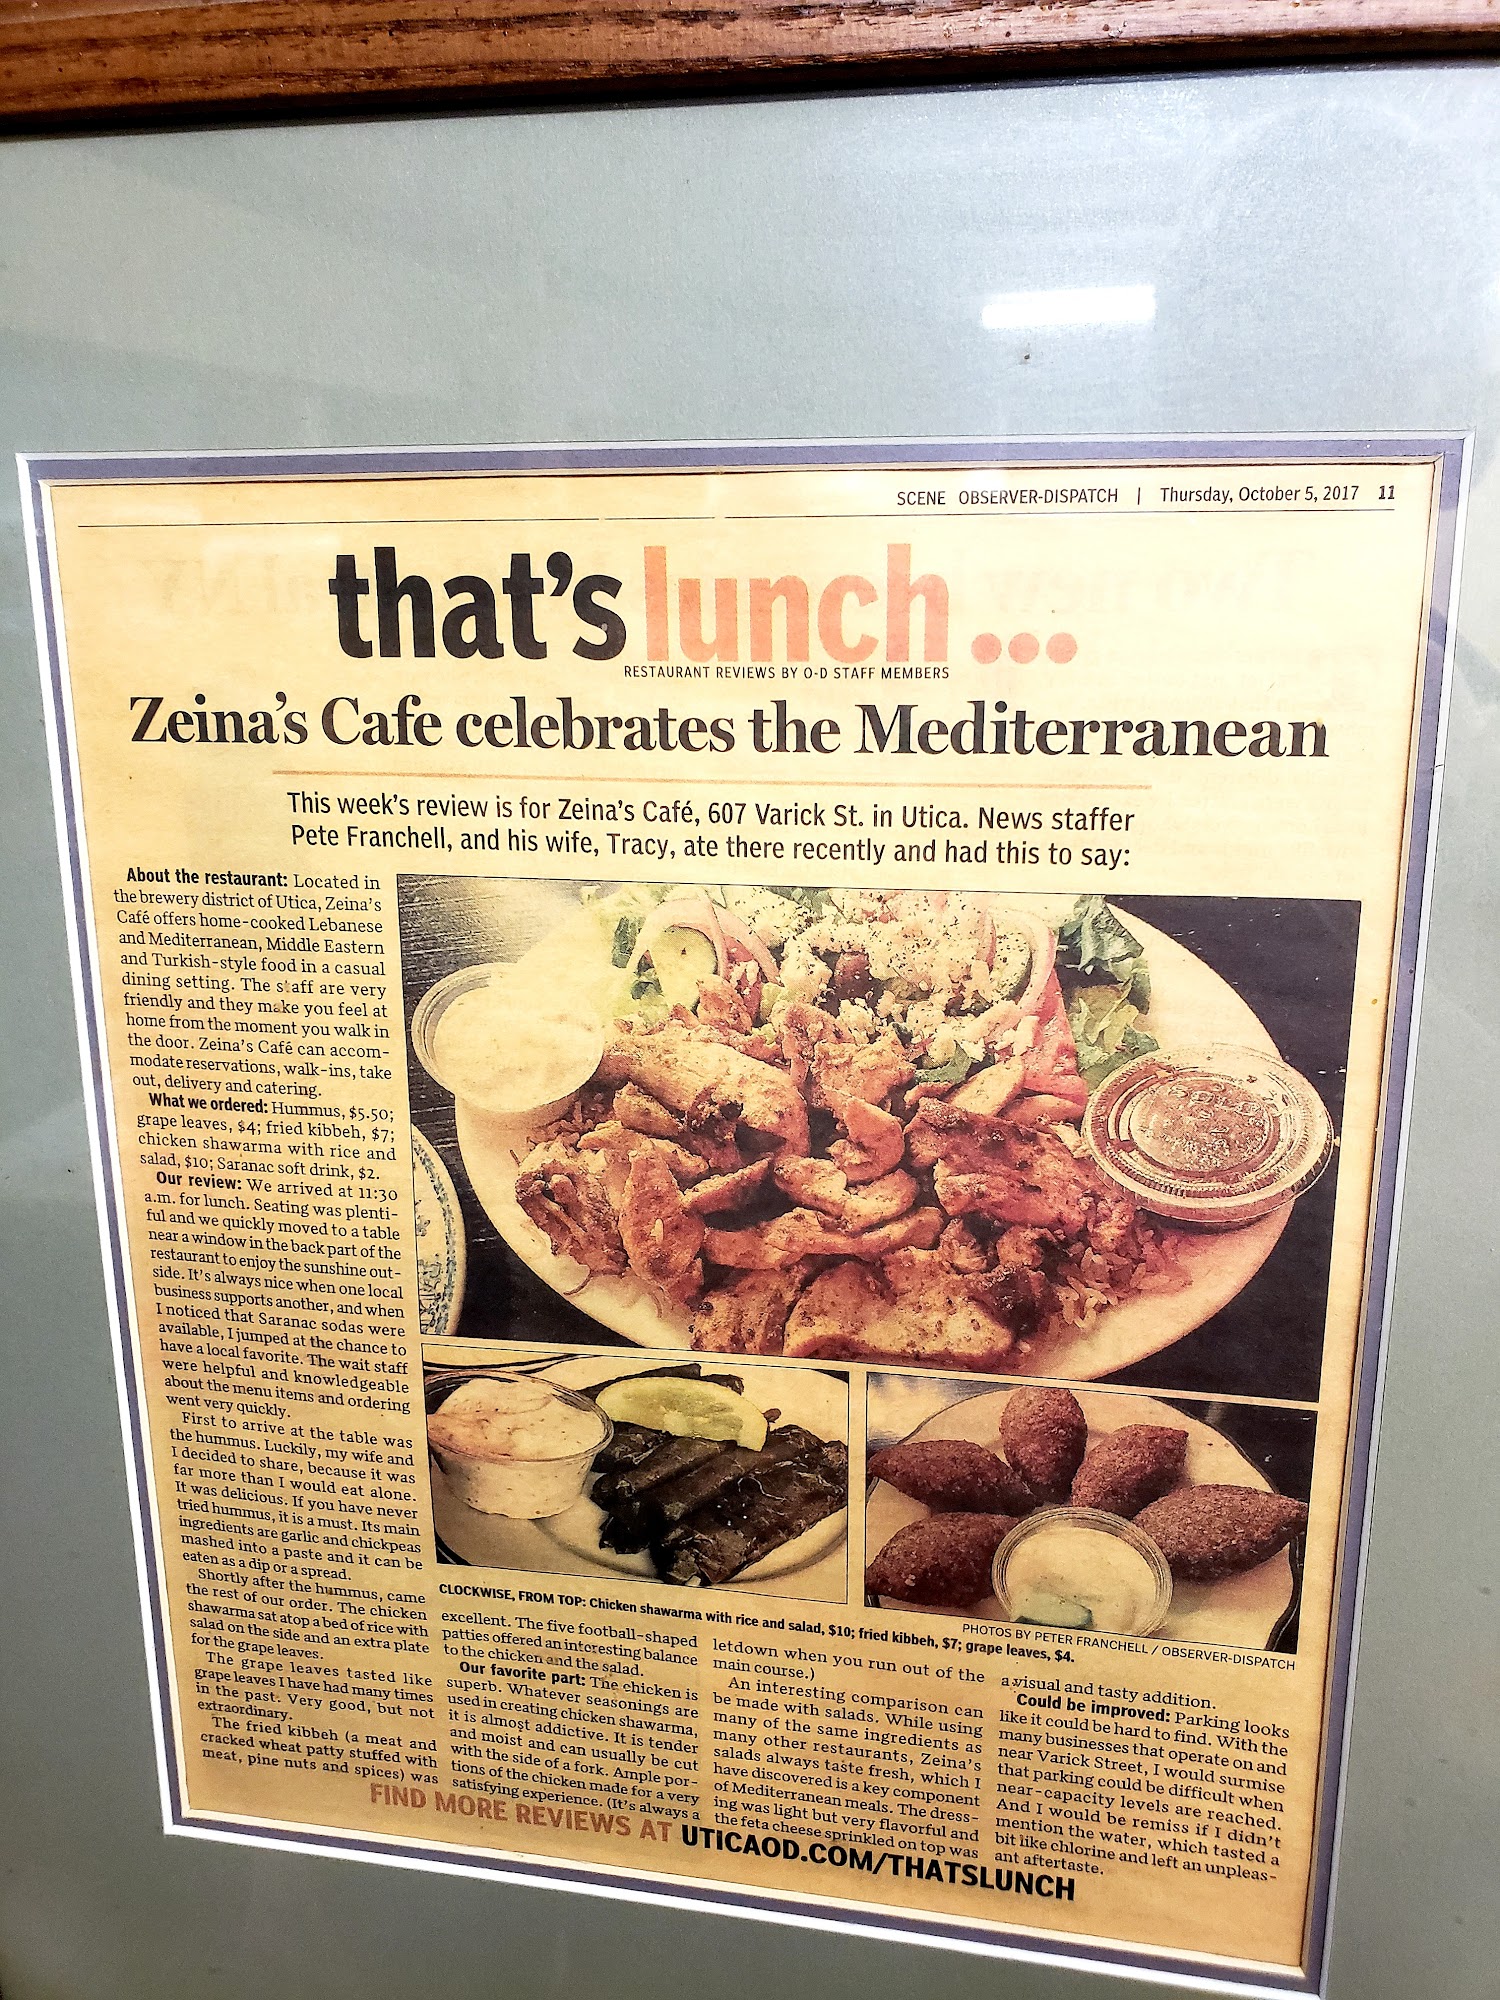 SCENE OBSERVER-DISPATCH | Thursday, October 5, 2017 11
that's lunch...
RESTAURANT REVIEWS BY O-D STAFF MEMBERS
Zeina's Cafe celebrates the Mediterranean
This week's review is for Zeina's Café, 607 Varick St. in Utica. News staffer
Pete Franchell, and his wife, Tracy, ate there recently and had this to say:
About the restaurant: Located in
the brewery district of Utica, Zeina's
Café offers home-cooked Lebanese
and Mediterranean, Middle Eastern
and Turkish-style food in a casual
dining setting. The staff are very
friendly and they make you feel at
home from the moment you walk in
the door. Zeina's Café can accom-
modate reservations, walk-ins, take
out, delivery and catering.
What we ordered: Hummus, $5.50;
grape leaves, $4; fried kibbeh, $7;
chicken shawarma with rice and
salad, $10; Saranac soft drink, $2.
Our review: We arrived at 11:30
a.m. for lunch. Seating was plenti-
ful and we quickly moved to a table
near a window in the back part of the
restaurant to enjoy the sunshine out-
side. It's always nice when one local
business supports another, and when
I noticed that Saranac sodas were
available, I jumped at the chance to
have a local favorite. The wait staff
were helpful and knowledgeable
about the menu items and ordering
went very quickly.
First to arrive at the table was
the hummus. Luckily, my wife and
I decided to share, because it was
far more than I would eat alone.
It was delicious. If you have never
tried hummus, it is a must. Its main
ingredients are garlic and chickpeas
mashed into a paste and it can be
eaten as a dip or a spread.
Shortly after the hummus, came
the rest of our order. The chicken
shawarma sat atop a bed of rice with
salad on the side and an extra plate
for the grape leaves.
The grape leaves tasted like
grape leaves I have had many times
in the past. Very good, but not
extraordinary.
The fried kibbeh (a meat and
cracked wheat patty stuffed with
meat, pine nuts and spices) was
CLOCKWISE, FROM TOP: Chicken shawarma with rice and salad, $10; fried kibbeh, $7; grape leaves, $4.
PHOTOS BY PETER FRANCHELL / OBSERVER-DISPATCH
excellent. The five football-shaped
patties offered an interesting balance
to the chicken and the salad.
Our favorite part: The chicken is
superb. Whatever seasonings are
used in creating chicken shawarma,
it is almost addictive. It is tender
and moist and can usually be cut
with the side of a fork. Ample por-
tions of the chicken made for a very
satisfying experience. (It's always a
letdown when you run out of the
main course.)
An interesting comparison can
be made with salads. While using
many of the same ingredients as
many other restaurants, Zeina's
salads always taste fresh, which I
have discovered is a key component
of Mediterranean meals. The dress-
ing was light but very flavorful and
the feta cheese sprinkled on top was
a visual and tasty addition.
Could be improved: Parking looks
like it could be hard to find. With the
many businesses that operate on and
near Varick Street, I would surmise
that parking could be difficult when
near-capacity levels are reached.
And I would be remiss if I didn't
mention the water, which tasted a
bit like chlorine and left an unpleas-
ant aftertaste.
FIND MORE REVIEWS AT UTICAOD.COM/THATSLUNCH